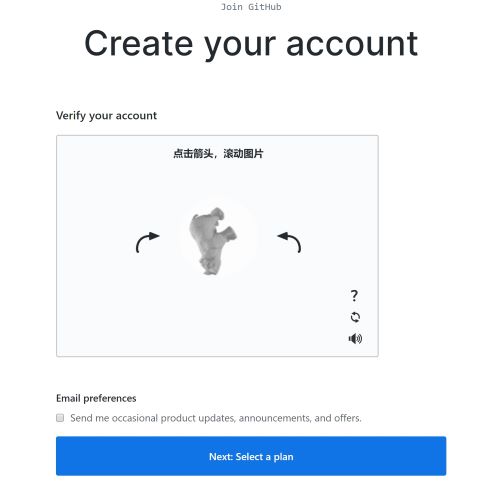 Join GitHub
Create your account
Verify your account
点击箭头，滚动图片
?
Email preferences
Send me occasional product updates, announcements, and offers.
Next: Select a plan